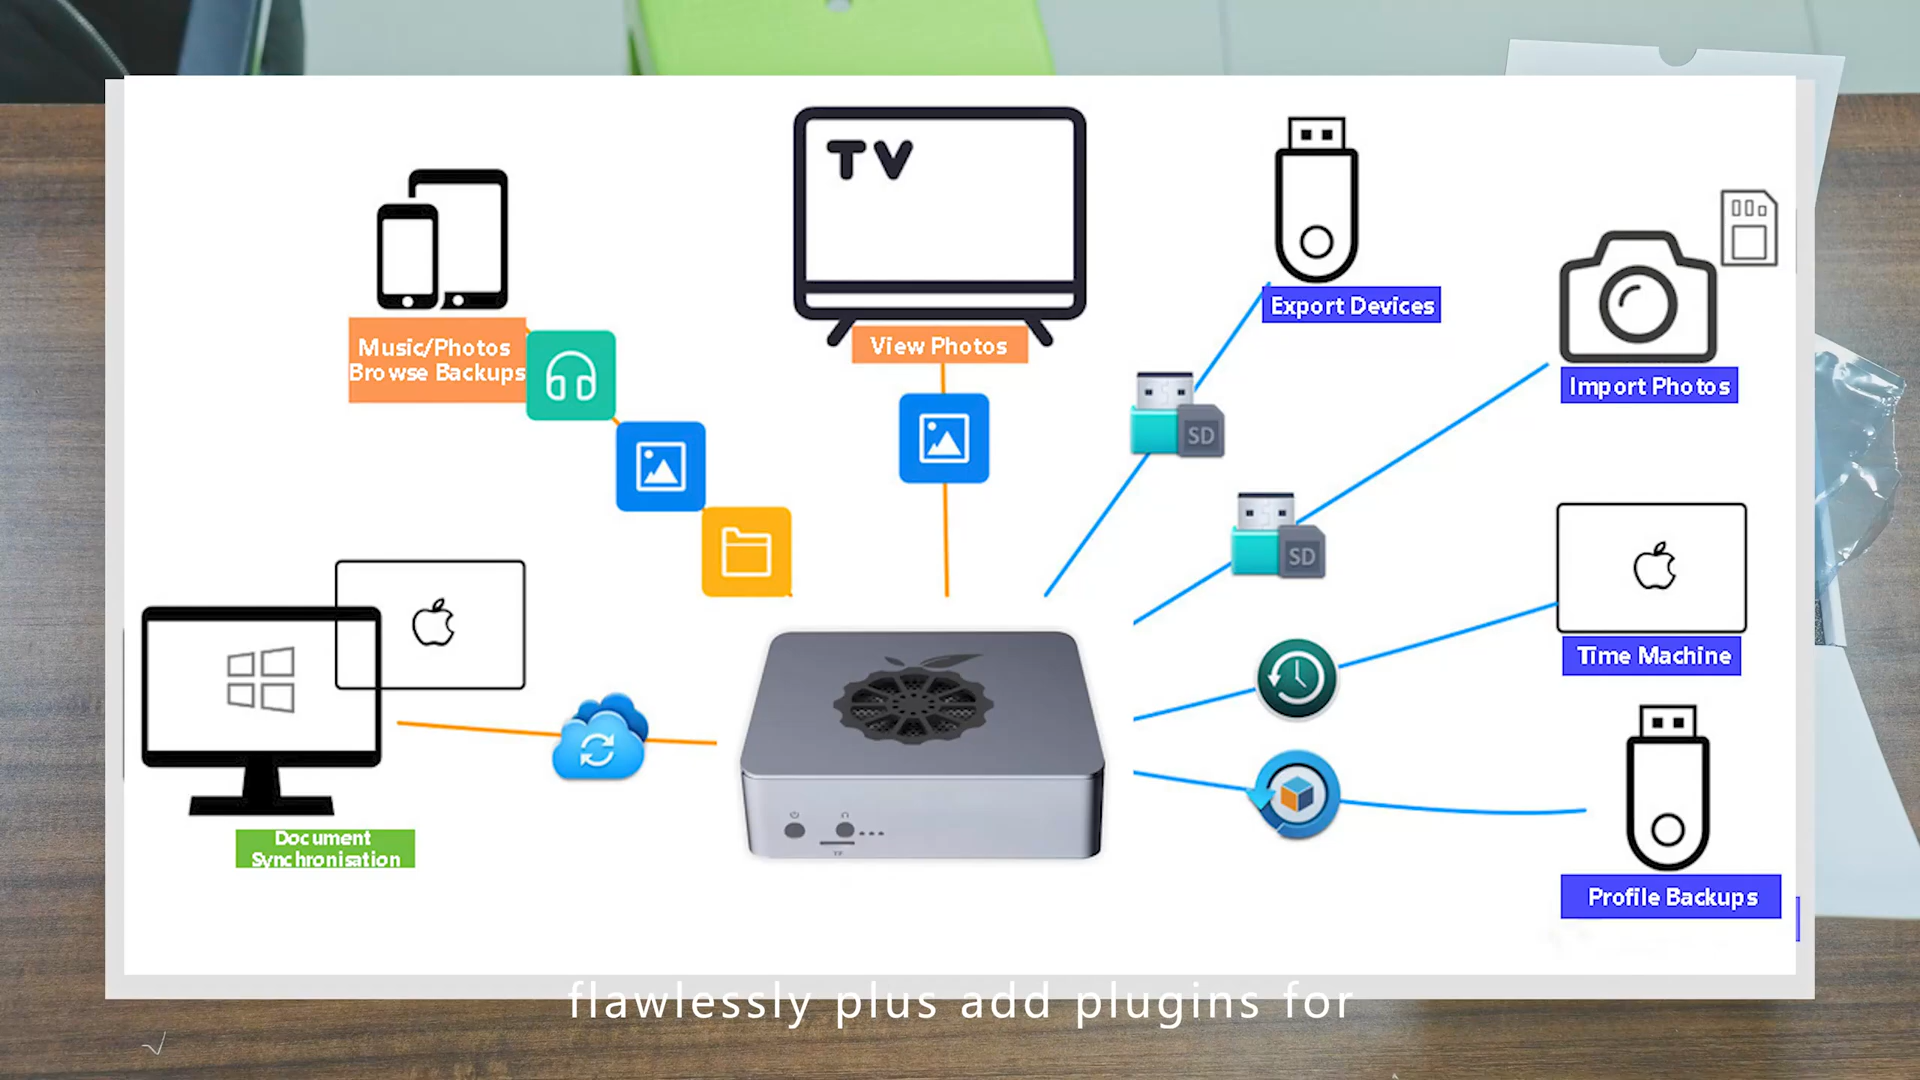 TV
Export Devices
Music/Photos
Browse Backups
View Photos
Import Photos
SD
SD
Time Machine
Document
Synchronisation
TF
Profile Backups
flawlessly plus add plugins for